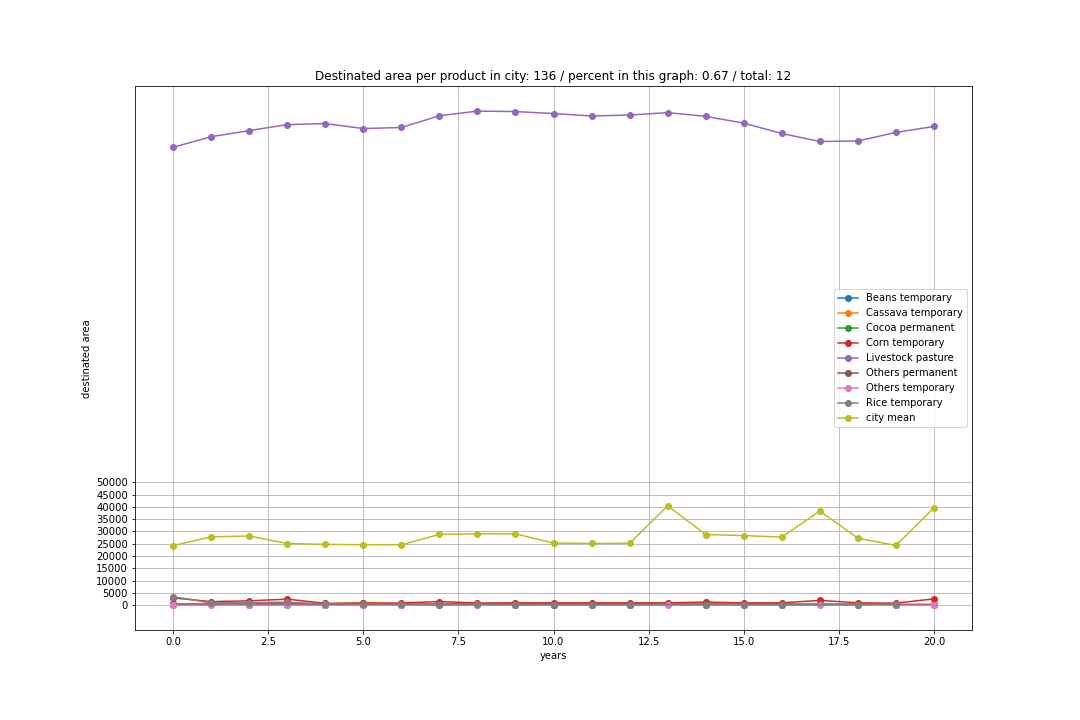 Destinated area per product in city: 136 / percent in this graph: 0.67 / total: 12
destinated area
50000
45000
40000
35000
30000
25000
20000
15000
10000
5000
0
Beans temporary
Cassava temporary
Cocoa permanent
Corn temporary
Livestock pasture
Others permanent
Others temporary
Rice temporary
city mean
0.0 2.5 5.0 7.5 10.0 12.5 15.0 17.5 20.0
years